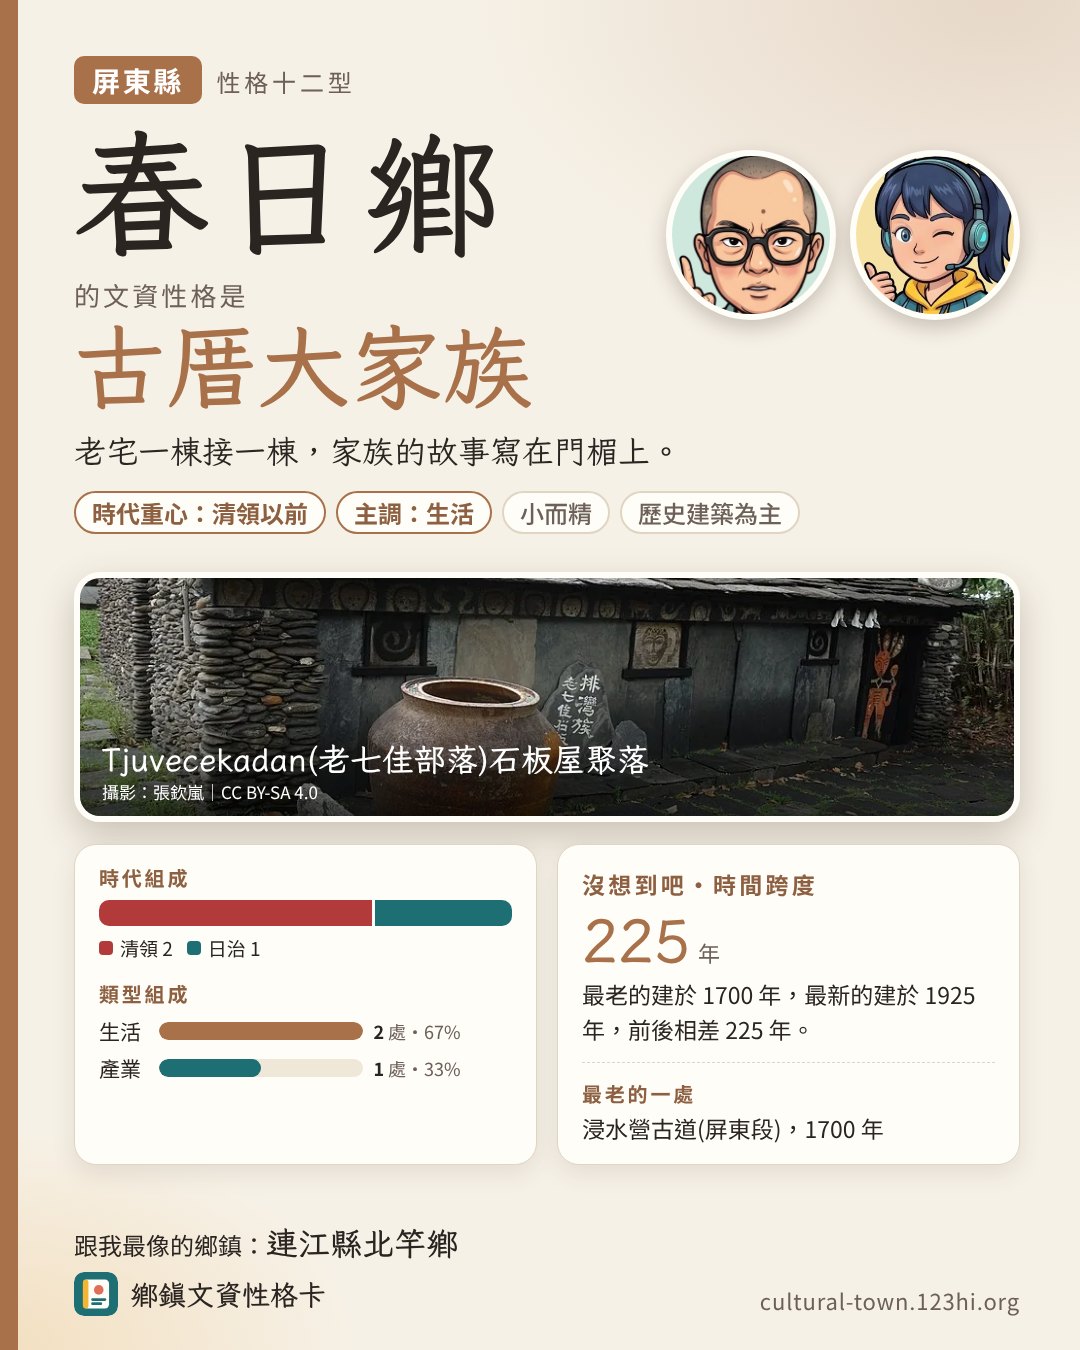 屏東縣 性格十二型
春日鄉
的文資性格是
古厝大家族
老宅一棟接一棟，家族的故事寫在門楣上。
時代重心：清領以前 主調：生活 小而精 歷史建築為主
排灣族
老七佳
Tjuvecekadan(老七佳部落)石板屋聚落
攝影：張欽嵐｜CC BY-SA 4.0
時代組成
清領 2 日治 1
類型組成
生活 2 處・67%
產業 1 處・33%
沒想到吧・時間跨度
225 年
最老的建於 1700 年，最新的建於 1925
年，前後相差 225 年。
最老的一處
浸水營古道(屏東段)，1700 年
跟我最像的鄉鎮：連江縣北竿鄉
鄉鎮文資性格卡
cultural-town.123hi.org